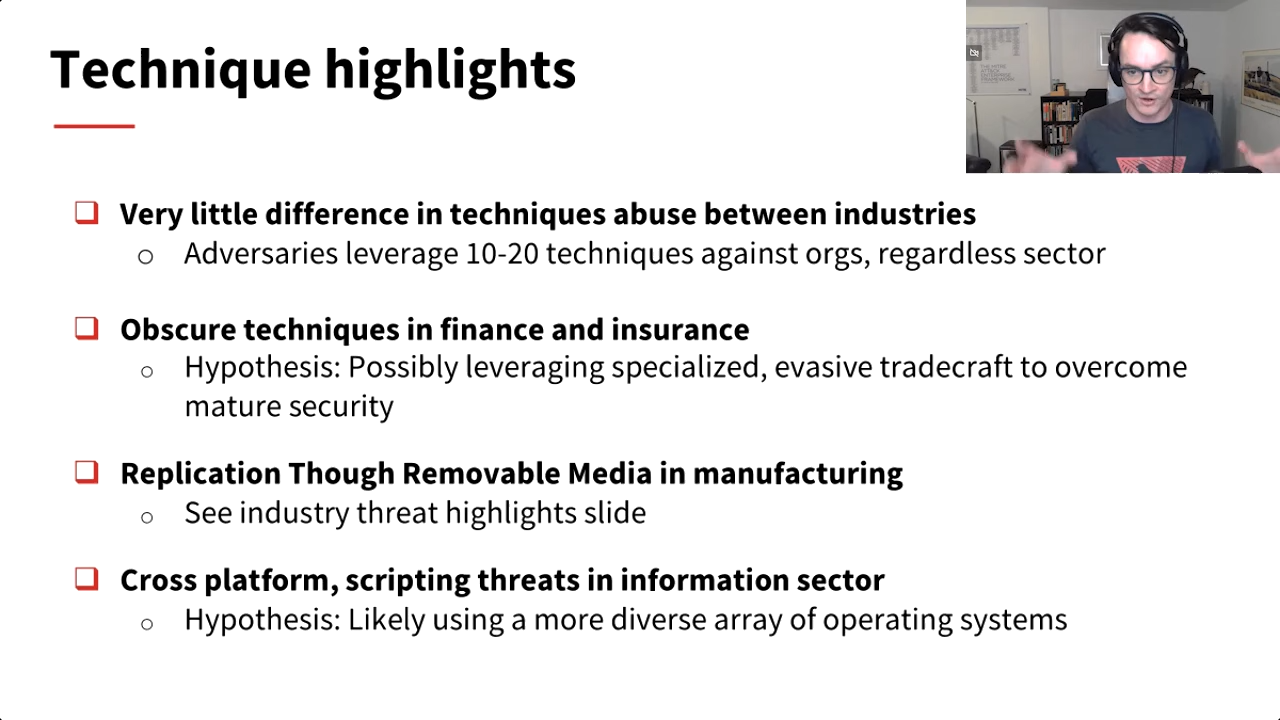 Technique highlights
❑ Very little difference in techniques abuse between industries
○ Adversaries leverage 10-20 techniques against orgs, regardless sector
❑ Obscure techniques in finance and insurance
○ Hypothesis: Possibly leveraging specialized, evasive tradecraft to overcome
mature security
❑ Replication Though Removable Media in manufacturing
○ See industry threat highlights slide
❑ Cross platform, scripting threats in information sector
○ Hypothesis: Likely using a more diverse array of operating systems